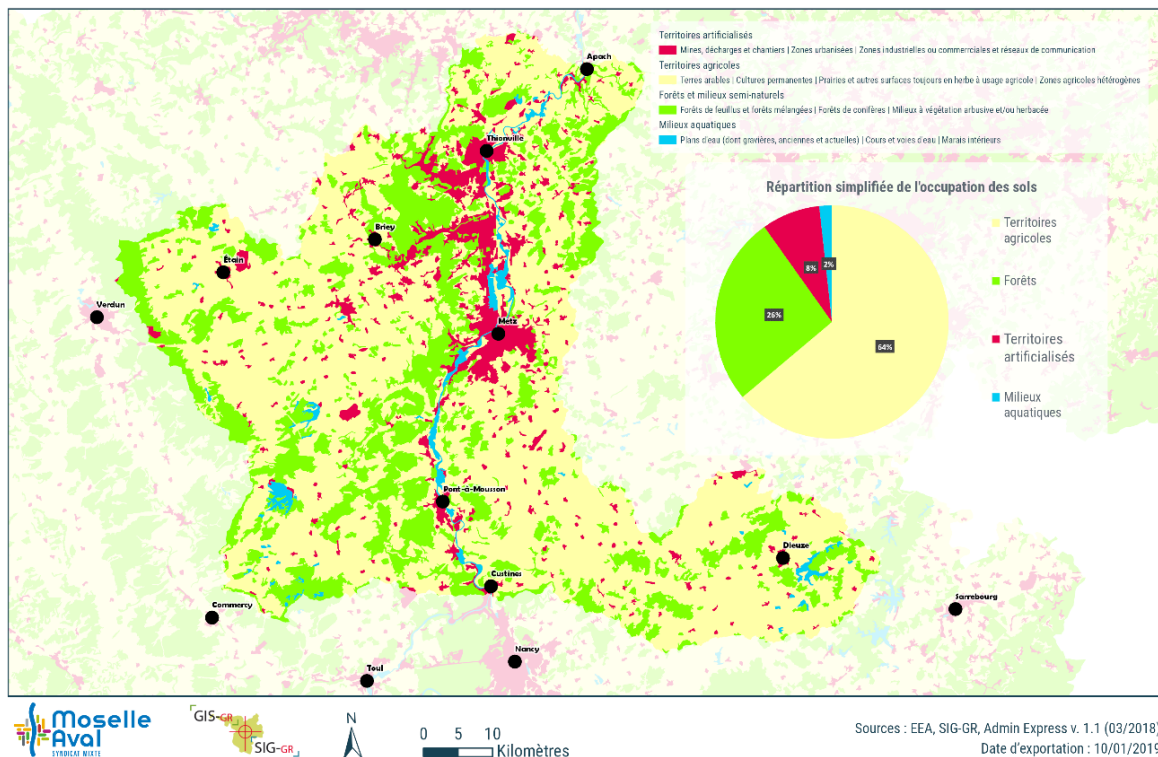 Territoires artificialisés
Mines, décharges et chantiers | Zones urbanisées | Zones industrielles ou commerciales et réseaux de communication
Territoires agricoles
Terres arables | Cultures permanentes | Prairies et autres surfaces toujours en herbe à usage agricole | Zones agricoles hétérogènes
Forêts et milieux semi-naturels
Forêts de feuillus et forêts mélangées | Forêts de conifères | Milieux à végétation arbusive et/ou herbacée
Milieux aquatiques
Plans d'eau (dont gravières, anciennes et actuelles) | Cours et voies d'eau | Marais intérieurs
Apach
Thionville
Briey
Étain
Verdun
Metz
Pont-à-Mousson
Custines
Dieuze
Commercy
Sarrebourg
Nancy
Toul
Répartition simplifiée de l'occupation des sols
8%
2%
26%
64%
Territoires
agricoles
Forêts
Territoires
artificialisés
Milieux
aquatiques
Moselle
Aval
SYNDICAT MIXTE
GIS-GR
SIG-GR
N
0 5 10
Kilomètres
Sources : EEA, SIG-GR, Admin Express v. 1.1 (03/2018)
Date d'exportation : 10/01/2019